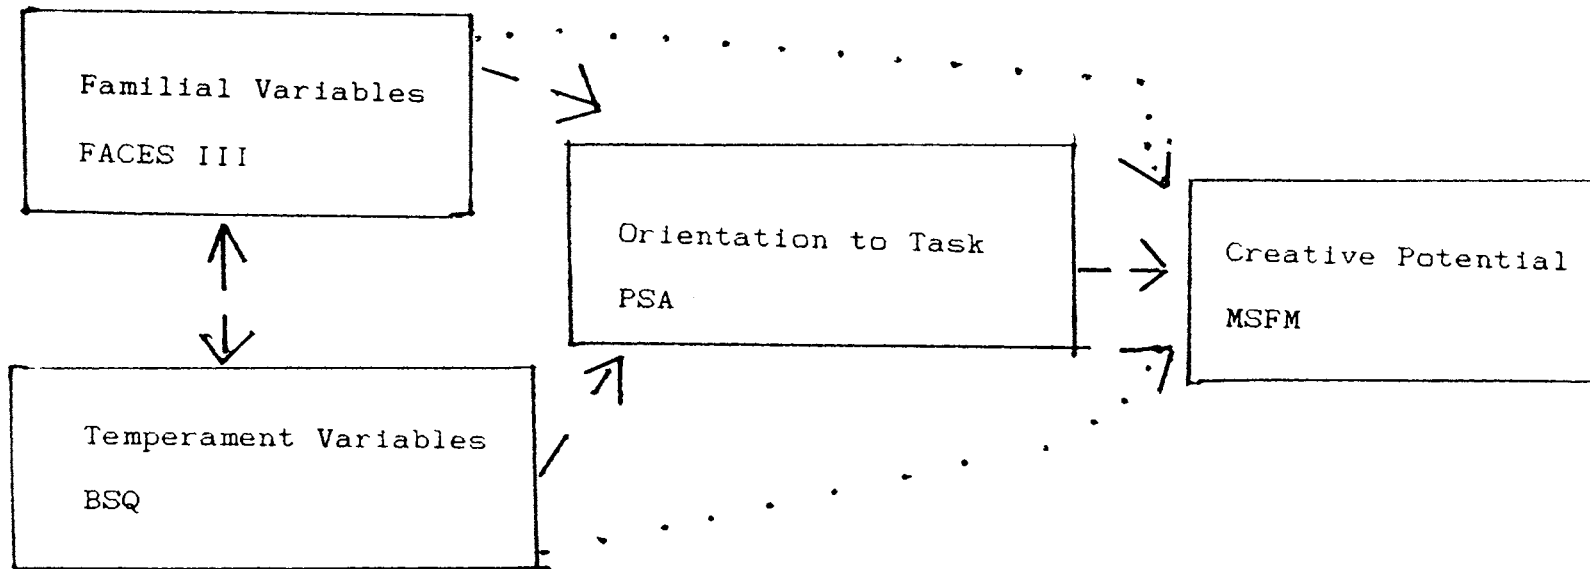 Familial Variables
FACES III
Orientation to Task
PSA
Creative Potential
MSFM
Temperament Variables
BSQ